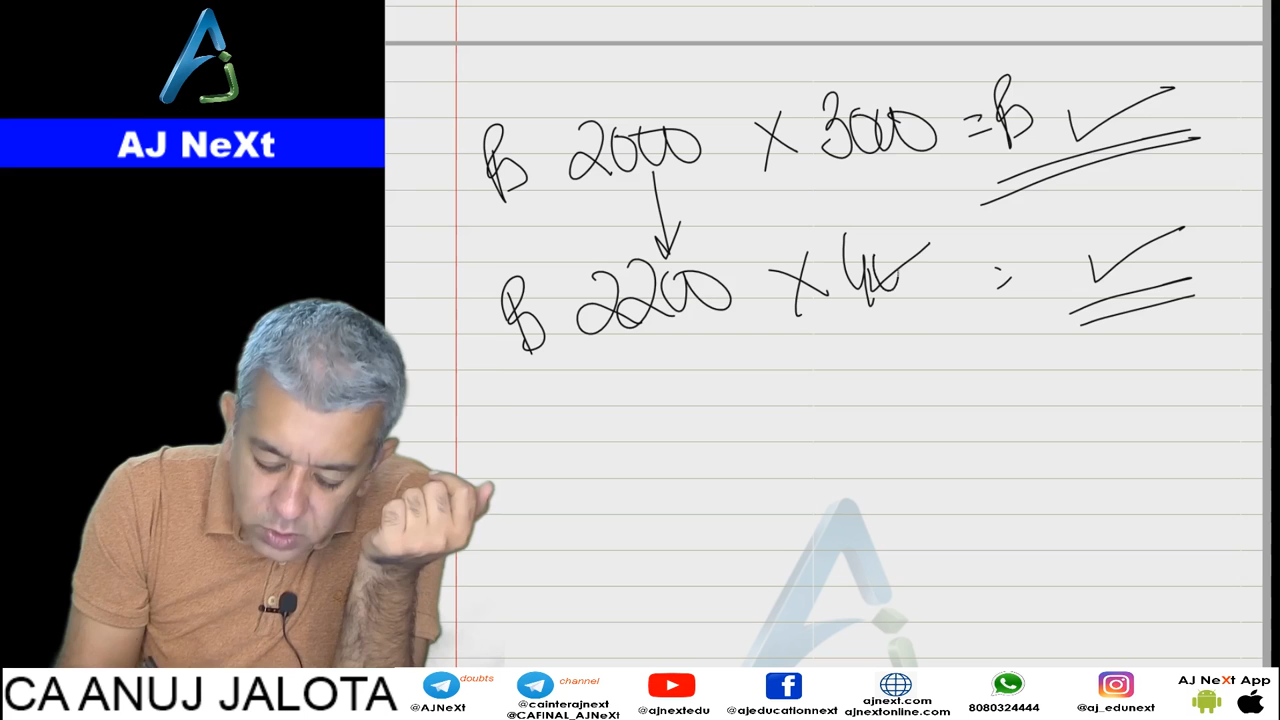 AJ NeXt
$ 2000 × 3000 = $ ✓
$ 2200 × = ✓
CA ANUJ JALOTA
doubts
@AJNeXt
channel
@cainterajnext
@CAFINAL_AJNeXt
@ajnextedu
@ajeducationnext
ajnext.com
ajnextonline.com
8080324444
@aj_edunext
AJ NeXt App